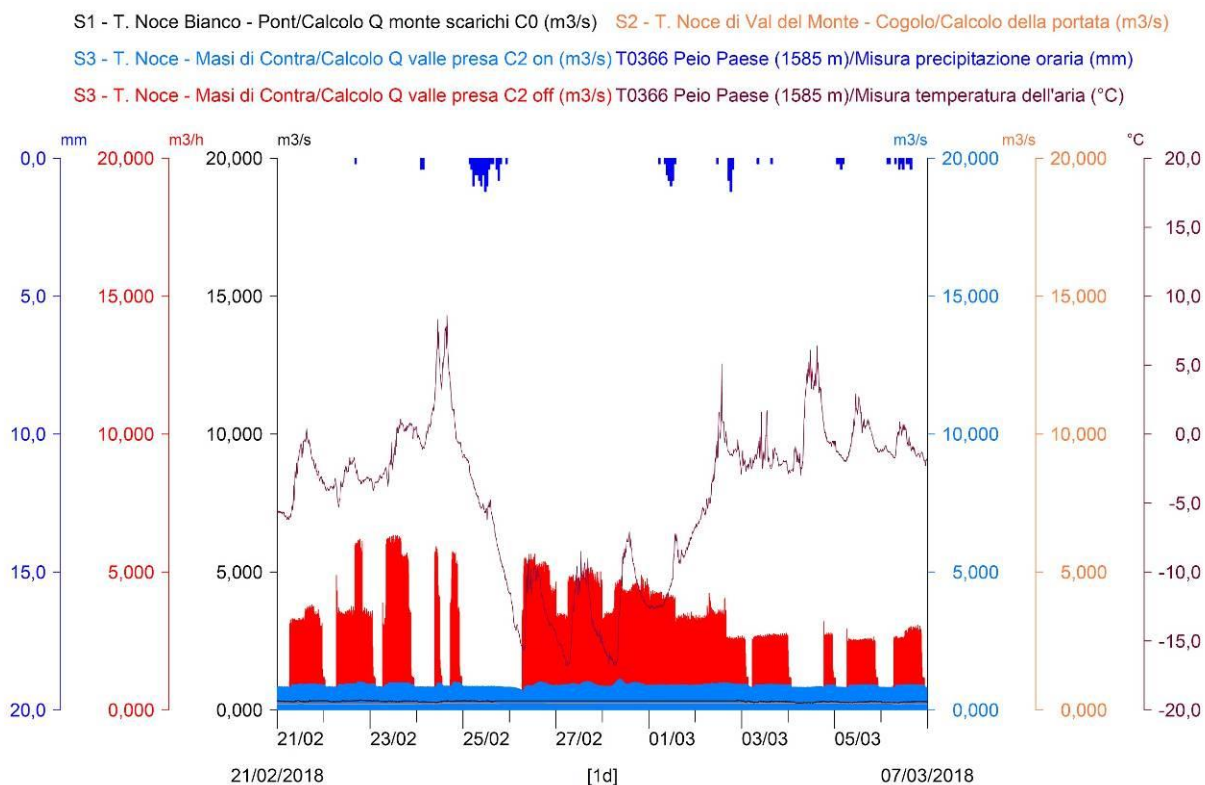 S1 - T. Noce Bianco - Pont/Calcolo Q monte scarichi C0 (m3/s) S2 - T. Noce di Val del Monte - Cogolo/Calcolo della portata (m3/s)
S3 - T. Noce - Masi di Contra/Calcolo Q valle presa C2 on (m3/s) T0366 Peio Paese (1585 m)/Misura precipitazione oraria (mm)
S3 - T. Noce - Masi di Contra/Calcolo Q valle presa C2 off (m3/s) T0366 Peio Paese (1585 m)/Misura temperatura dell'aria (°C)
mm m3/h m3/s m3/s m3/s °C
0,0 20,000 20,000 20,000 20,000 20,0
15,0
5,0 15,000 15,000 15,000 15,000 10,0
5,0
10,0 10,000 10,000 10,000 10,000 0,0
-5,0
15,0 5,000 5,000 5,000 5,000 -10,0
-15,0
20,0 0,000 0,000 0,000 0,000 -20,0
21/02 23/02 25/02 27/02 01/03 03/03 05/03
21/02/2018 [1d] 07/03/2018